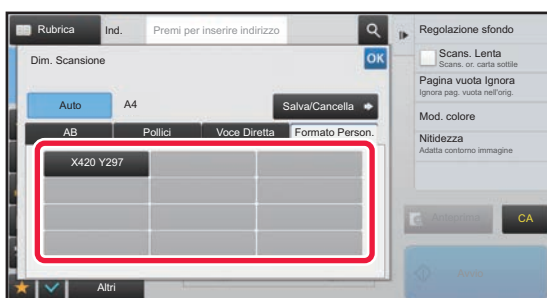 Rubrica
Ind.
Premi per inserire indirizzo
Dim. Scansione
OK
Auto
A4
Salva/Cancella
AB
Pollici
Voce Diretta
Formato Person.
X420 Y297
Altri
Regolazione sfondo
Scans. Lenta
Scans. or. carta sottile
Pagina vuota Ignora
Ignora pag. vuota nell'orig.
Mod. colore
Nitidezza
Adatta contorno immagine
Anteprima
CA
Avvio